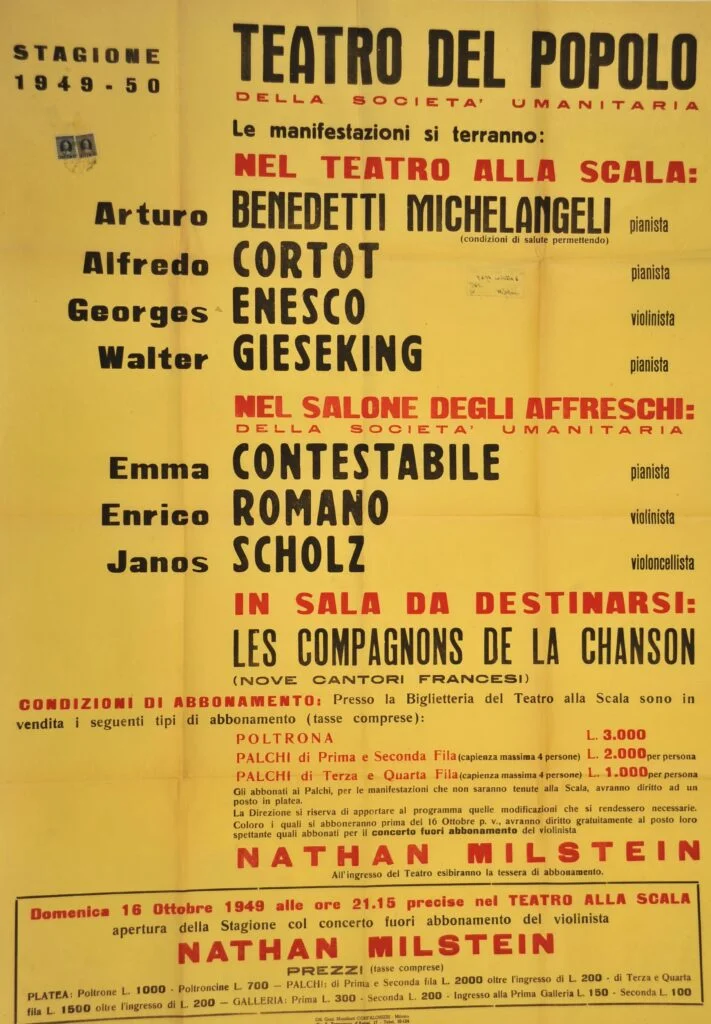 STAGIONE
1949-50
TEATRO DEL POPOLO
DELLA SOCIETA' UMANITARIA
Le manifestazioni si terranno:
NEL TEATRO ALLA SCALA:
Arturo BENEDETTI MICHELANGELI pianista
(condizioni di salute permettendo)
Alfredo CORTOT pianista
Georges ENESCO violinista
Walter GIESEKING pianista
NEL SALONE DEGLI AFFRESCHI:
DELLA SOCIETA' UMANITARIA
Emma CONTESTABILE pianista
Enrico ROMANO violinista
Janos SCHOLZ violoncellista
IN SALA DA DESTINARSI:
LES COMPAGNONS DE LA CHANSON
(NOVE CANTORI FRANCESI)
CONDIZIONI DI ABBONAMENTO: Presso la Biglietteria del Teatro alla Scala sono in
vendita i seguenti tipi di abbonamento (tasse comprese):
POLTRONA L. 3.000
PALCHI di Prima e Seconda Fila (capienza massima 4 persone) L. 2.000 per persona
PALCHI di Terza e Quarta Fila (capienza massima 4 persone) L. 1.000 per persona
Gli abbonati ai Palchi, per le manifestazioni che non saranno tenute alla Scala, avranno diritto ad un
posto in platea.
La Direzione si riserva di apportare al programma quelle modificazioni che si rendessero necessarie.
Coloro i quali si abboneranno prima del 16 Ottobre p. v., avranno diritto gratuitamente al posto loro
spettante quali abbonati per il concerto fuori abbonamento del violinista
NATHAN MILSTEIN
All'ingresso del Teatro esibiranno la tessera di abbonamento.
Domenica 16 Ottobre 1949 alle ore 21.15 precise nel TEATRO ALLA SCALA
apertura della Stagione col concerto fuori abbonamento del violinista
NATHAN MILSTEIN
PREZZI (tasse comprese)
PLATEA: Poltrone L. 1000 - Poltroncine L. 700 - PALCHI: di Prima e Seconda fila L. 2000 oltre l'ingresso di L. 200 - di Terza e Quarta
fila L. 1500 oltre l'ingresso di L. 200 - GALLERIA: Prima L. 300 - Seconda L. 200 - Ingresso alla Prima Galleria L. 150 - Seconda L. 100